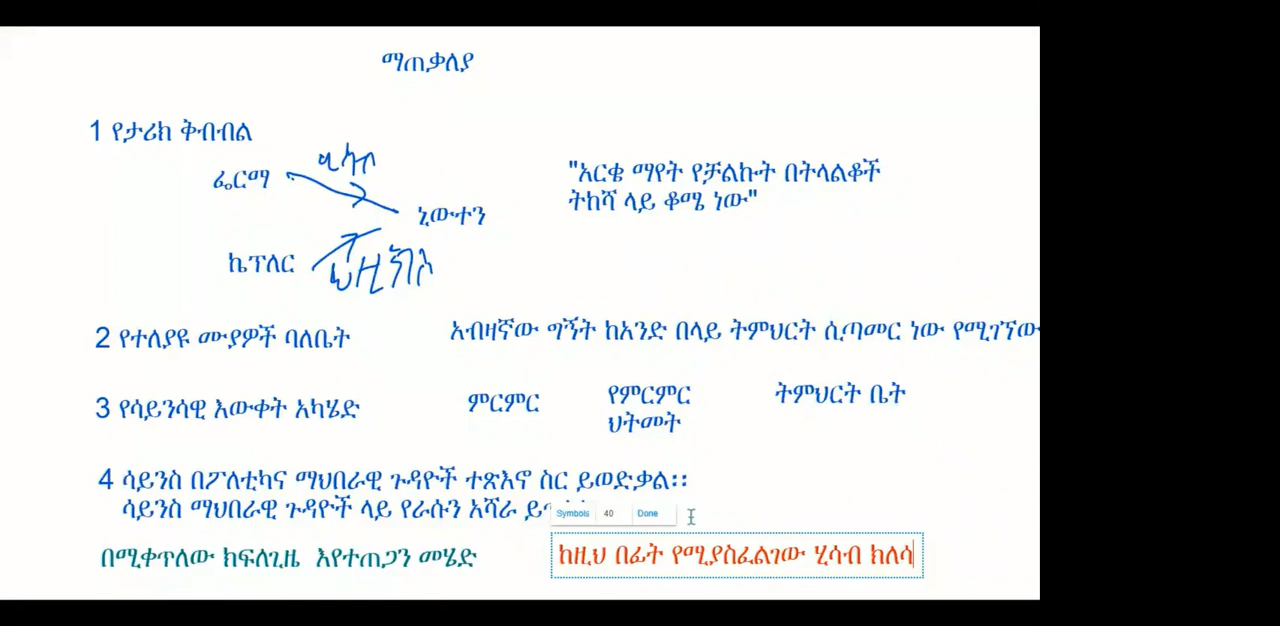 ማጠቃለያ
1 የታሪክ ቅብብል
ሂሳብ
ፌርማ
"አርቄ ማየት የቻልኩት በትላልቆች
ትከሻ ላይ ቆሜ ነው"
ኒውተን
ኬፕለር
ፊዚክስ
2 የተለያዩ ሙያዎች ባለቤት
አብዛኛው ግኝት ከአንድ በላይ ትምህርት ሲጣመር ነው የሚገኘው
3 የሳይንሳዊ እውቀት አካሄድ
ምርምር
የምርምር
ህትመት
ትምህርት ቤት
4 ሳይንስ በፖለቲካና ማህበራዊ ጉዳዮች ተጽእኖ ስር ይወድቃል፡፡
ሳይንስ ማህበራዊ ጉዳዮች ላይ የራሱን አሻራ
Symbols 40 Done
በሚቀጥለው ክፍለጊዜ እየተጠጋን መሄድ
ከዚህ በፊት የሚያስፈልገው ሂሳብ ክለሳ